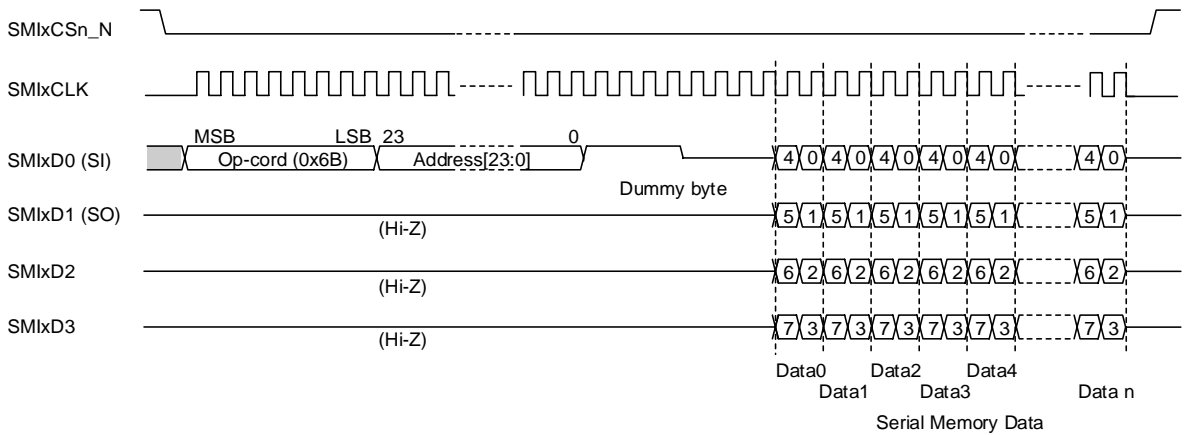 SMIxCSn_N
SMIxCLK
MSB LSB 23 0
SMIxD0 (SI) Op-cord (0x6B) Address[23:0] 4 0 4 0 4 0 4 0 4 0 4 0
Dummy byte
SMIxD1 (SO) 5 1 5 1 5 1 5 1 5 1 5 1
(Hi-Z)
SMIxD2 6 2 6 2 6 2 6 2 6 2 6 2
(Hi-Z)
SMIxD3 7 3 7 3 7 3 7 3 7 3 7 3
(Hi-Z)
Data0 Data2 Data4
Data1 Data3 Data n
Serial Memory Data